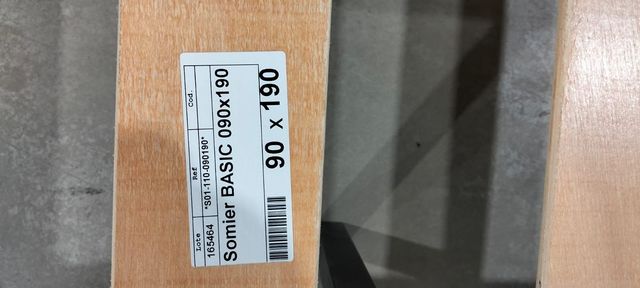 Lote Ref Cod.
165464 *S01-110-090190*
Somier BASIC 090x190
90 x 190